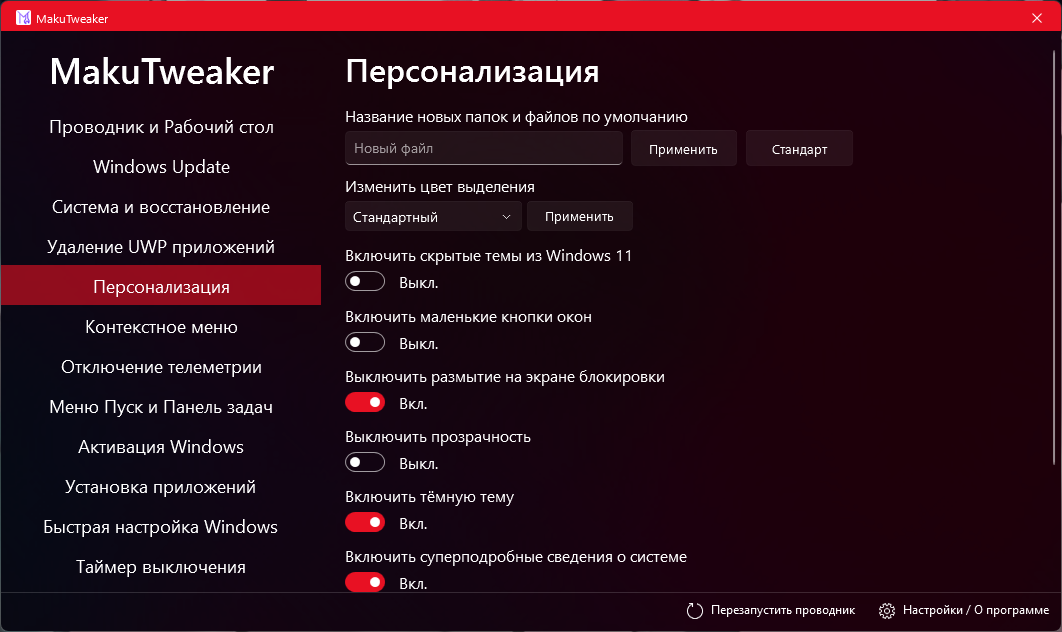 MakuTweaker
MakuTweaker
Проводник и Рабочий стол
Windows Update
Система и восстановление
Удаление UWP приложений
Персонализация
Контекстное меню
Отключение телеметрии
Меню Пуск и Панель задач
Активация Windows
Установка приложений
Быстрая настройка Windows
Таймер выключения
Персонализация
Название новых папок и файлов по умолчанию
Новый файл Применить Стандарт
Изменить цвет выделения
Стандартный Применить
Включить скрытые темы из Windows 11
Выкл.
Включить маленькие кнопки окон
Выкл.
Выключить размытие на экране блокировки
Вкл.
Выключить прозрачность
Выкл.
Включить тёмную тему
Вкл.
Включить суперподробные сведения о системе
Вкл.
Перезапустить проводник Настройки / О программе